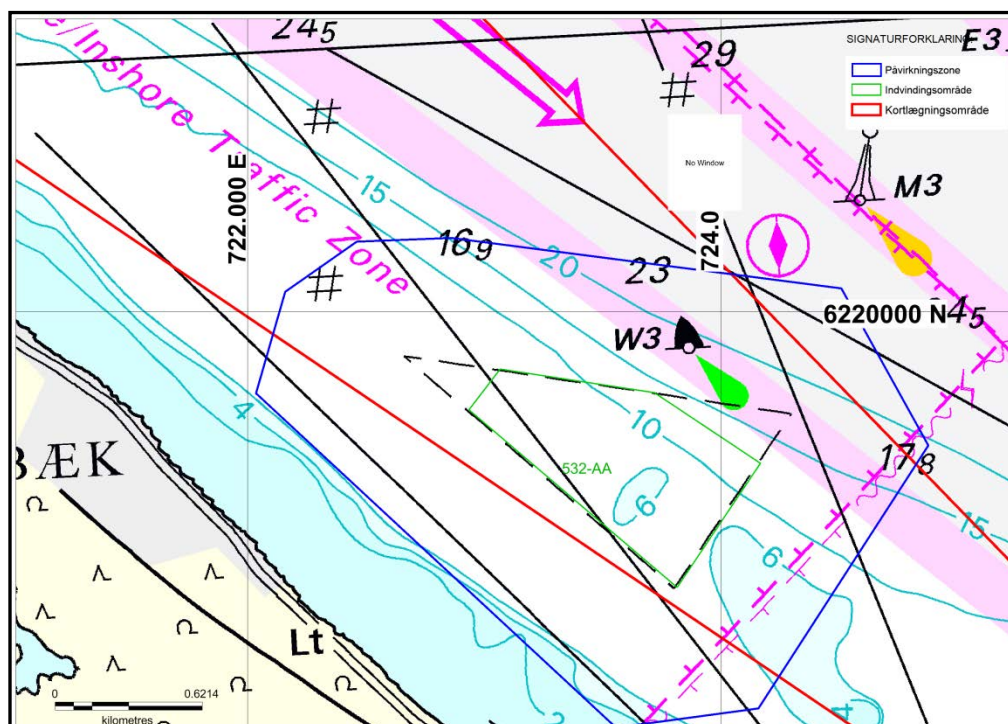 e/Inshore Traffic Zone
24₅
29
SIGNATURFORKLARING
E3
Påvirkningszone
Indvindingsområde
Kortlægningsområde
No Window
M3
722.000 E
724.0
15
16₉
20
23
6220000 N
4₅
W3
4
10
BÆK
532-AA
6
17₈
15
6
Lt
4
2
0
0.6214
kilometres